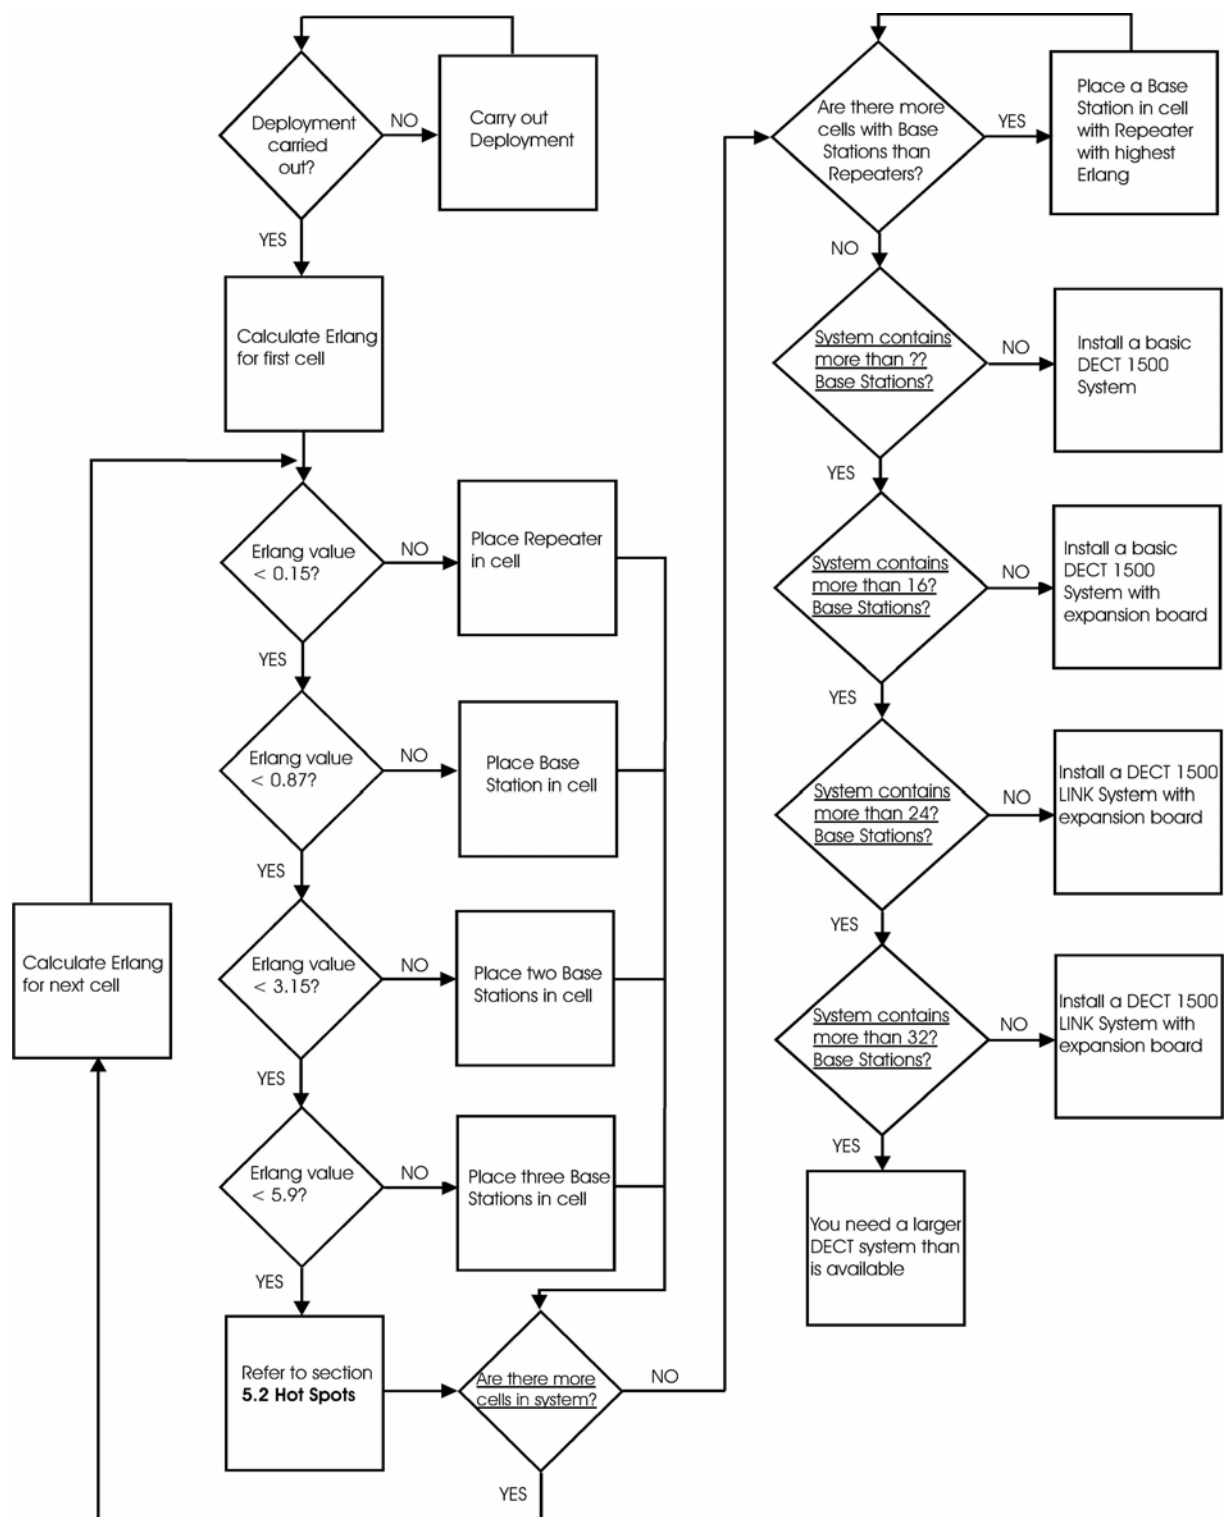 Deployment
carried
out?
NO
Carry out
Deployment
YES
Calculate Erlang
for first cell
Erlang value
< 0.15?
NO
Place Repeater
in cell
YES
Erlang value
< 0.87?
NO
Place Base
Station in cell
YES
Calculate Erlang
for next cell
Erlang value
< 3.15?
NO
Place two Base
Stations in cell
YES
Erlang value
< 5.9?
NO
Place three Base
Stations in cell
YES
Refer to section
5.2 Hot Spots
Are there more
cells in system?
NO
YES
Are there more
cells with Base
Stations than
Repeaters?
YES
Place a Base
Station in cell
with Repeater
with highest
Erlang
NO
System contains
more than ??
Base Stations?
NO
Install a basic
DECT 1500
System
YES
System contains
more than 16?
Base Stations?
NO
Install a basic
DECT 1500
System with
expansion board
YES
System contains
more than 24?
Base Stations?
NO
Install a DECT 1500
LINK System with
expansion board
YES
System contains
more than 32?
Base Stations?
NO
Install a DECT 1500
LINK System with
expansion board
YES
You need a larger
DECT system than
is available